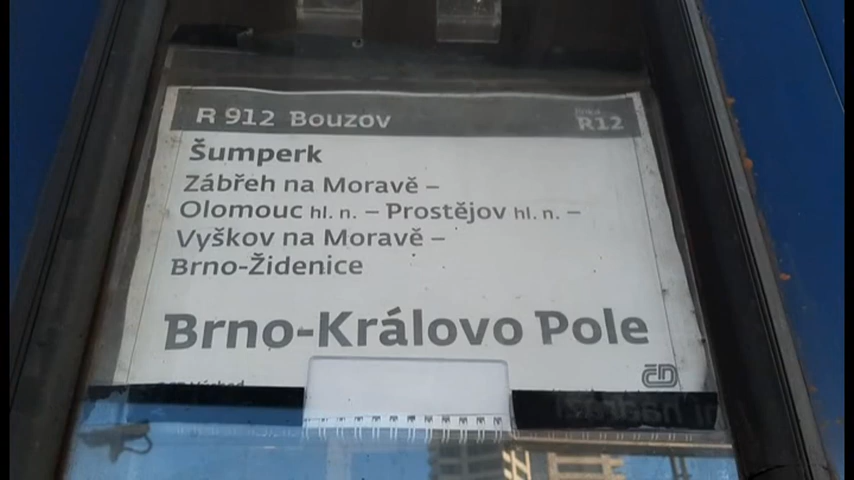 R 912 Bouzov
R12
Šumperk
Zábřeh na Moravě –
Olomouc hl. n. – Prostějov hl. n. –
Vyškov na Moravě –
Brno-Židenice
Brno-Královo Pole
ČD